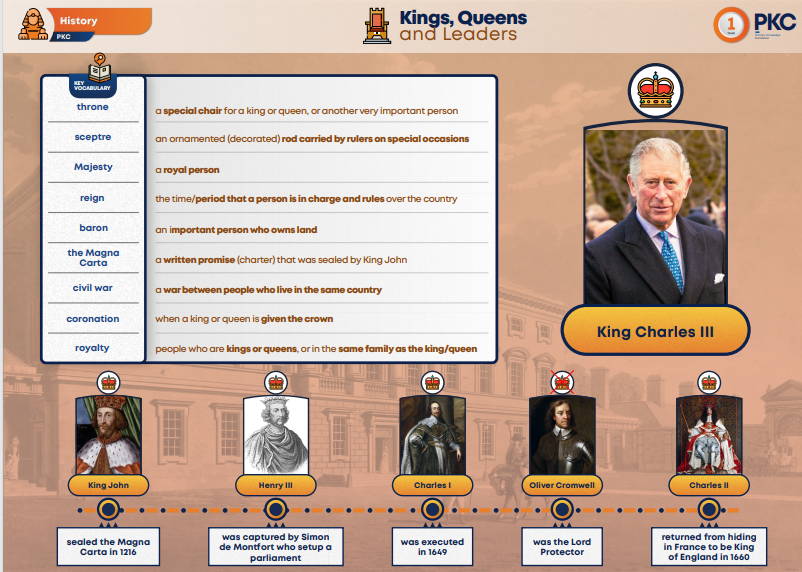 History
PKC
Kings, Queens
and Leaders
1
PKC
KEY
VOCABULARY
throne
a special chair for a king or queen, or another very important person
sceptre
an ornamented (decorated) rod carried by rulers on special occasions
Majesty
a royal person
reign
the time/period that a person is in charge and rules over the country
baron
an important person who owns land
the Magna
Carta
a written promise (charter) that was sealed by King John
civil war
a war between people who live in the same country
coronation
when a king or queen is given the crown
royalty
people who are kings or queens, or in the same family as the king/queen
King Charles III
King John
Henry III
Charles I
Oliver Cromwell
Charles II
sealed the Magna
Carta in 1216
was captured by Simon
de Montfort who setup a
parliament
was executed
in 1649
was the Lord
Protector
returned from hiding
in France to be King
of England in 1660